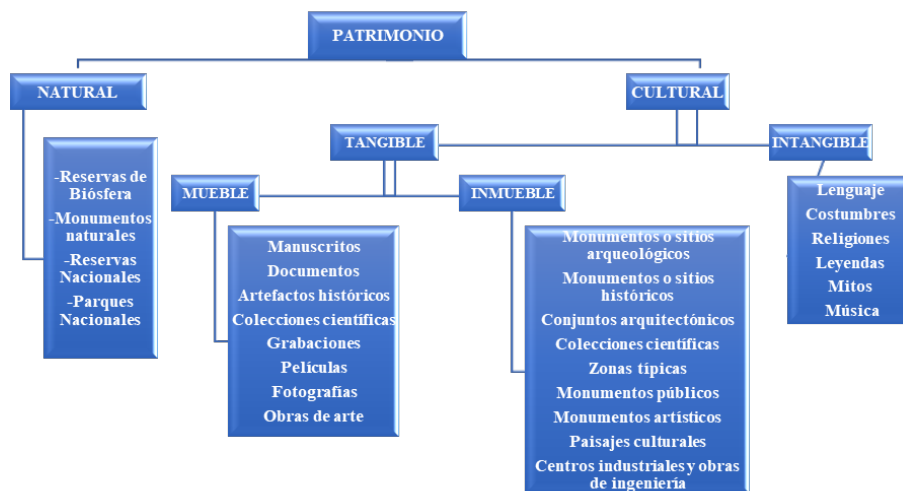 PATRIMONIO
NATURAL
CULTURAL
-Reservas de
Biósfera
-Monumentos
naturales
-Reservas
Nacionales
-Parques
Nacionales
TANGIBLE
INTANGIBLE
MUEBLE
INMUEBLE
Manuscritos
Documentos
Artefactos históricos
Colecciones científicas
Grabaciones
Películas
Fotografías
Obras de arte
Monumentos o sitios
arqueológicos
Monumentos o sitios
históricos
Conjuntos arquitectónicos
Colecciones científicas
Zonas típicas
Monumentos públicos
Monumentos artísticos
Paisajes culturales
Centros industriales y obras
de ingeniería
Lenguaje
Costumbres
Religiones
Leyendas
Mitos
Música